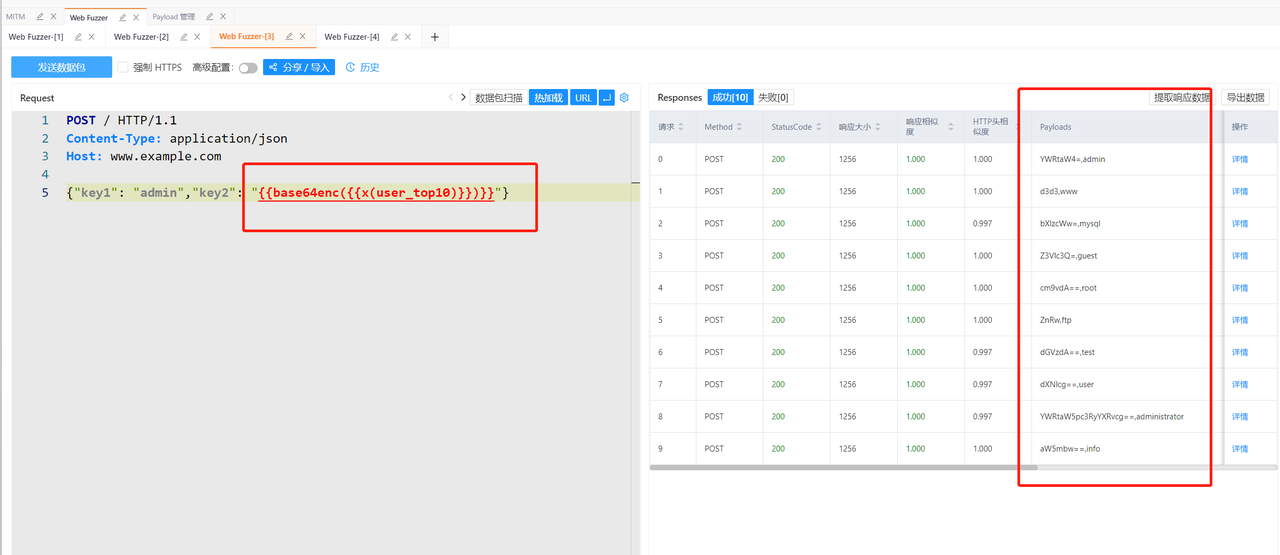 MITM Web Fuzzer Payload 管理
Web Fuzzer-[1] Web Fuzzer-[2] Web Fuzzer-[3] Web Fuzzer-[4]
发送数据包 强制 HTTPS 高级配置: 分享 / 导入 历史
Request 数据包扫描 热加载 URL
1 POST / HTTP/1.1
2 Content-Type: application/json
3 Host: www.example.com
4
5 {"key1": "admin","key2": "{{base64enc({{x(user_top10)}})}}"}
Responses 成功[10] 失败[0] 提取响应数据 导出数据
请求 Method StatusCode 响应大小 响应相似度 HTTP头相似度 Payloads 操作
0 POST 200 1256 1.000 1.000 YWRtaW4=,admin 详情
1 POST 200 1256 1.000 1.000 d3d3,www 详情
2 POST 200 1256 1.000 0.997 bXlzcWw=,mysql 详情
3 POST 200 1256 1.000 1.000 Z3Vlc3Q=,guest 详情
4 POST 200 1256 1.000 1.000 cm9vdA==,root 详情
5 POST 200 1256 1.000 1.000 ZnRw,ftp 详情
6 POST 200 1256 1.000 0.997 dGVzdA==,test 详情
7 POST 200 1256 1.000 0.997 dXNlcg==,user 详情
8 POST 200 1256 1.000 0.997 YWRtaW5pc3RyYXRvcg==,administrator 详情
9 POST 200 1256 1.000 1.000 aW5mbw==,info 详情